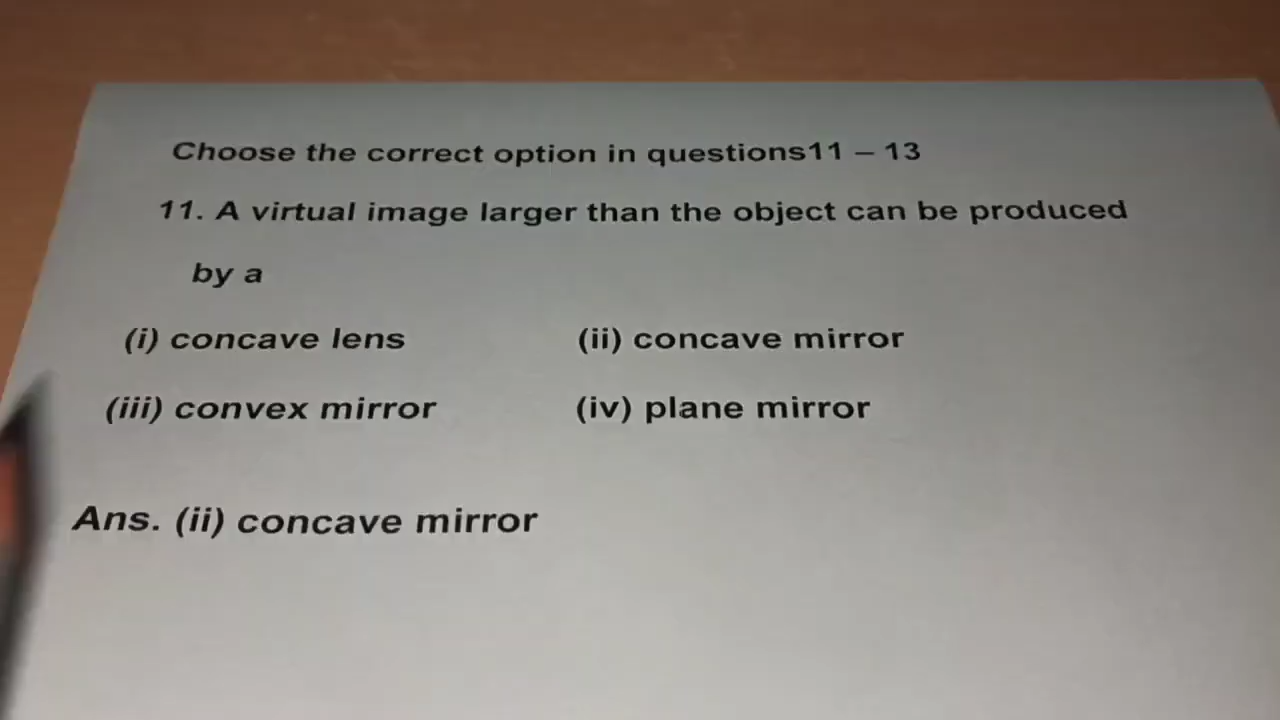 Choose the correct option in questions11 – 13
11. A virtual image larger than the object can be produced
by a
(i) concave lens (ii) concave mirror
(iii) convex mirror (iv) plane mirror
Ans. (ii) concave mirror